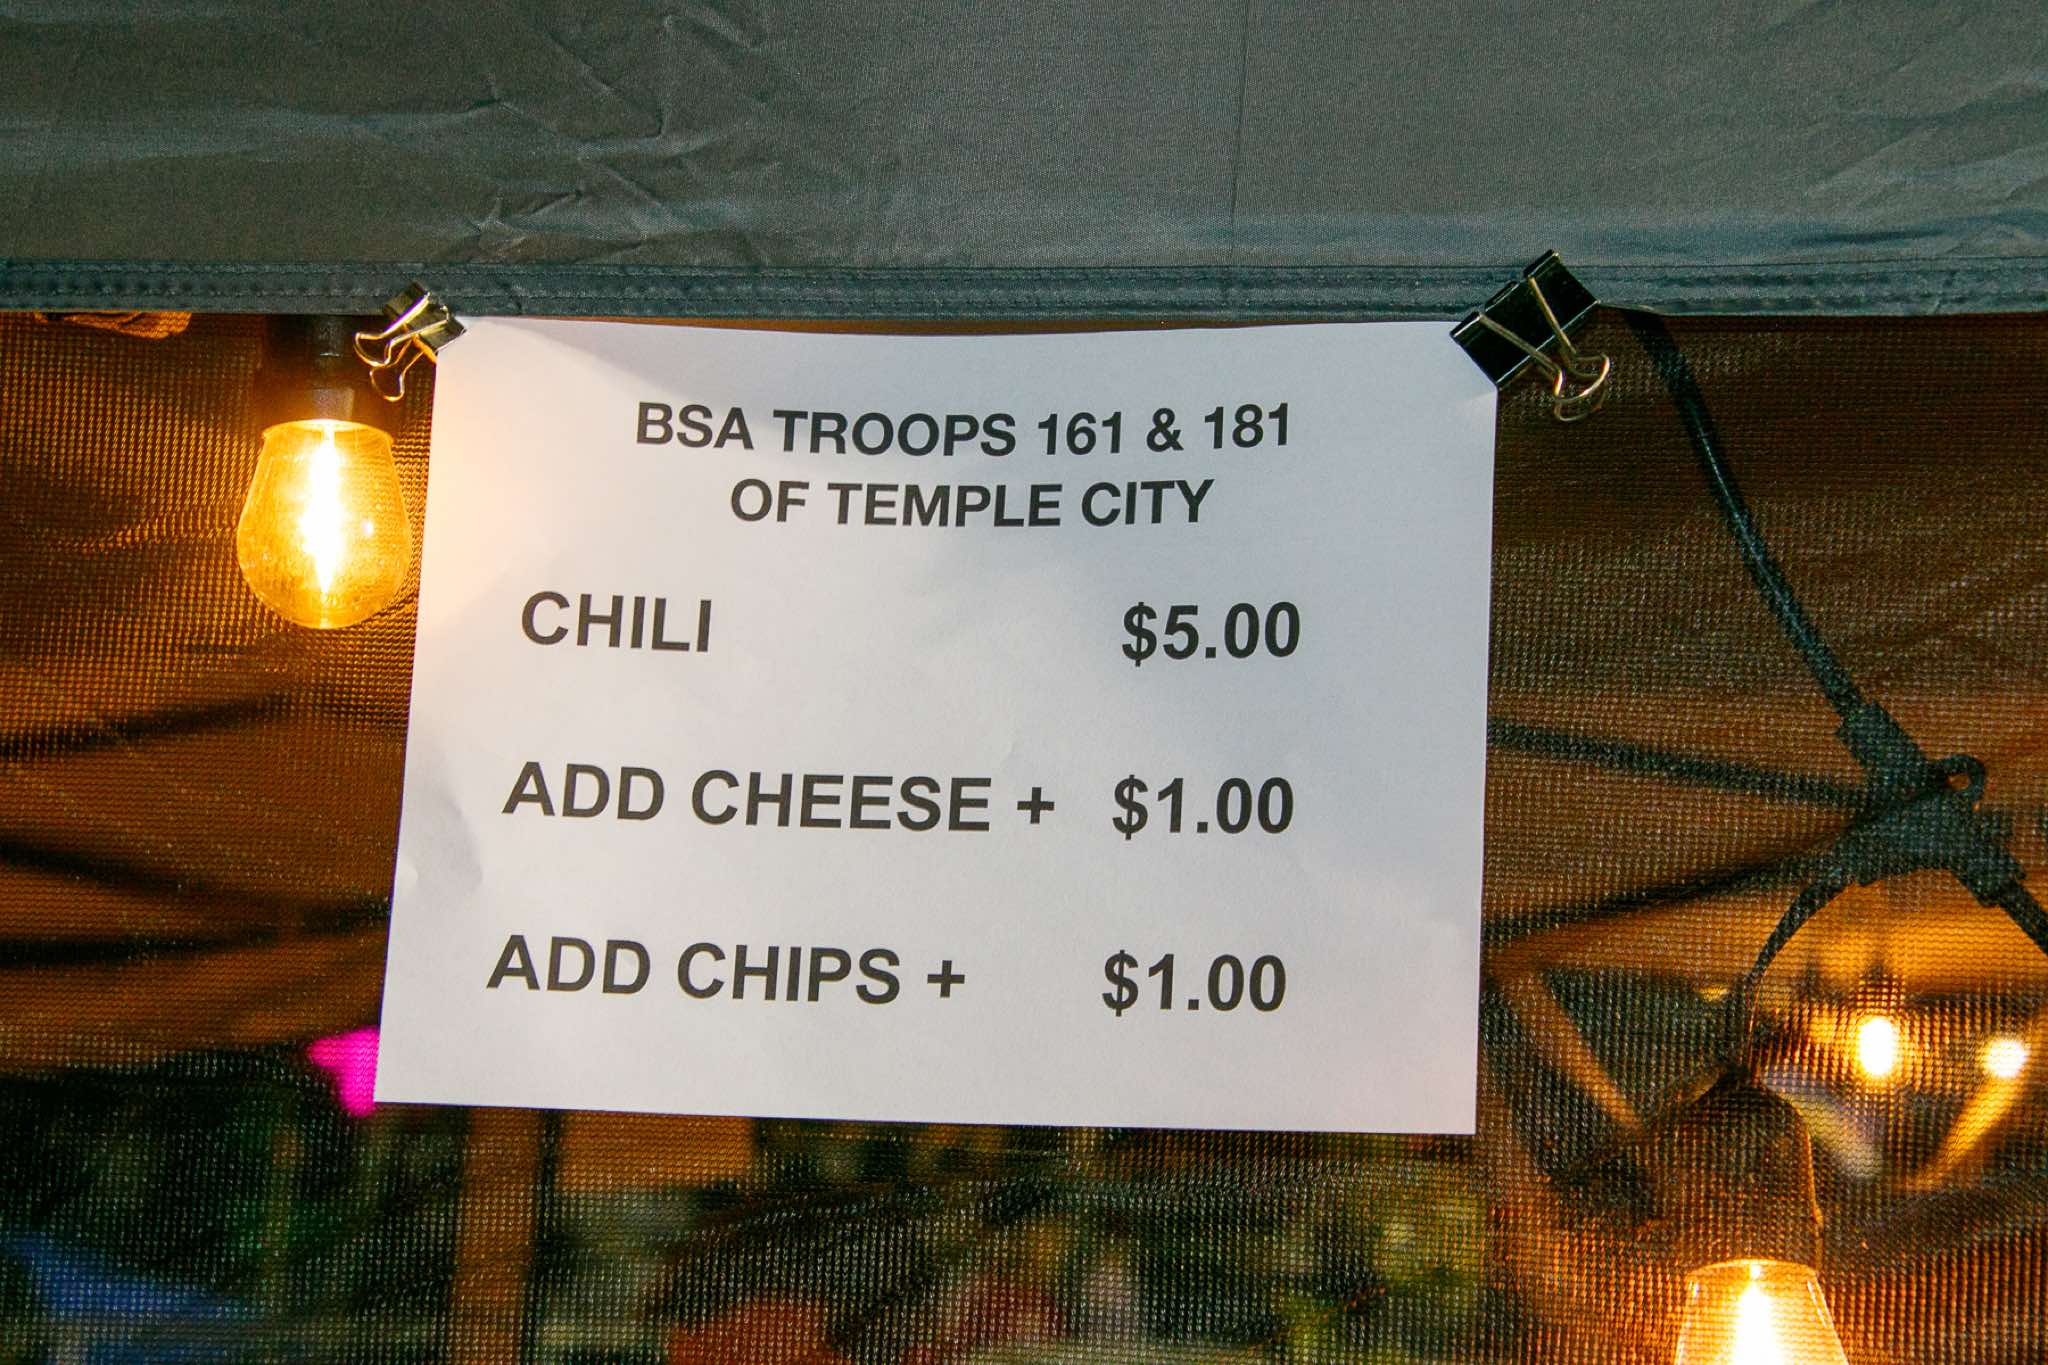 BSA TROOPS 161 & 181
OF TEMPLE CITY
CHILI $5.00
ADD CHEESE + $1.00
ADD CHIPS + $1.00